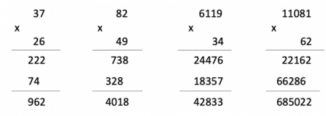 37 82 6119 11081
x x x x
26 49 34 62
222 738 24476 22162
74 328 18357 66286
962 4018 42833 685022